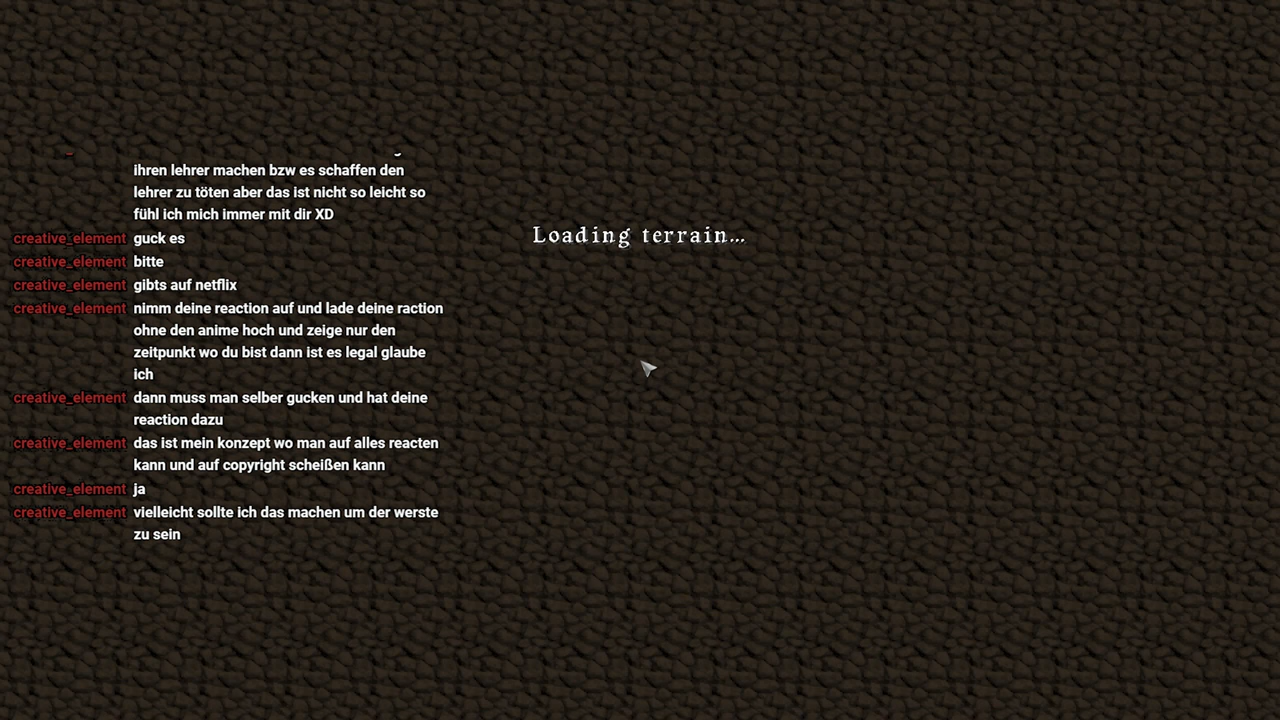 ihren lehrer machen bzw es schaffen den
lehrer zu töten aber das ist nicht so leicht so
fühl ich mich immer mit dir XD
creative_element guck es
creative_element bitte
creative_element gibts auf netflix
creative_element nimm deine reaction auf und lade deine raction
ohne den anime hoch und zeige nur den
zeitpunkt wo du bist dann ist es legal glaube
ich
creative_element dann muss man selber gucken und hat deine
reaction dazu
creative_element das ist mein konzept wo man auf alles reacten
kann und auf copyright scheißen kann
creative_element ja
creative_element vielleicht sollte ich das machen um der werste
zu sein
Loading terrain...